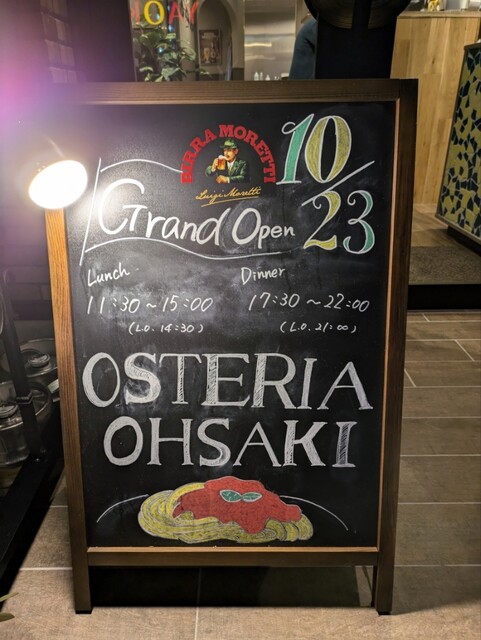 BIRRA MORETTI
Luigi Moretti
10/23
Grand Open
Lunch
11:30~15:00
(L.O. 14:30)
Dinner
17:30~22:00
(L.O. 21:00)
OSTERIA
OHSAKI